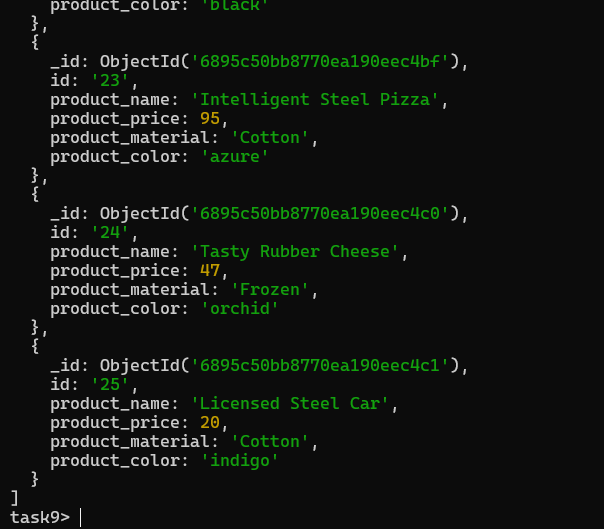 product_color: 'black'
},
{
_id: ObjectId('6895c50bb8770ea190eec4bf'),
id: '23',
product_name: 'Intelligent Steel Pizza',
product_price: 95,
product_material: 'Cotton',
product_color: 'azure'
},
{
_id: ObjectId('6895c50bb8770ea190eec4c0'),
id: '24',
product_name: 'Tasty Rubber Cheese',
product_price: 47,
product_material: 'Frozen',
product_color: 'orchid'
},
{
_id: ObjectId('6895c50bb8770ea190eec4c1'),
id: '25',
product_name: 'Licensed Steel Car',
product_price: 20,
product_material: 'Cotton',
product_color: 'indigo'
}
]
task9>